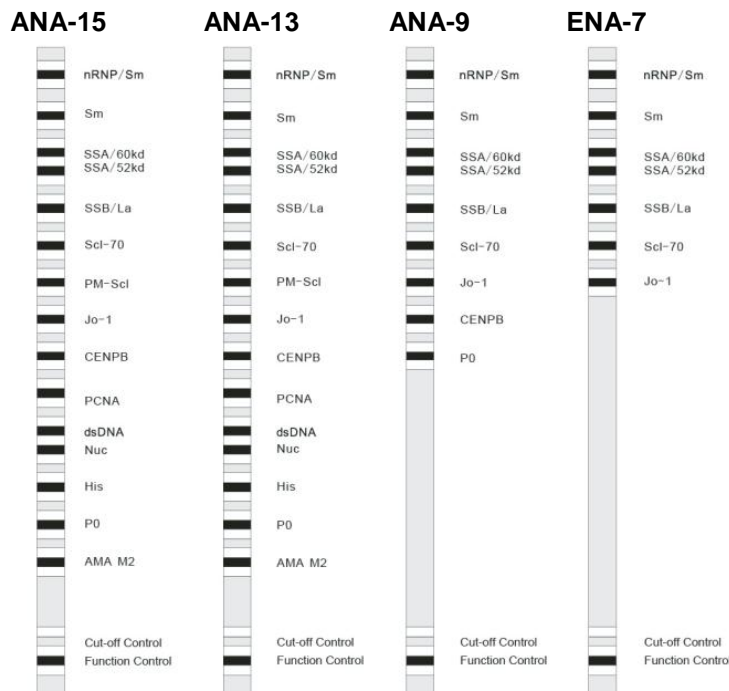 ANA-15
nRNP/Sm
Sm
SSA/60kd
SSA/52kd
SSB/La
Scl-70
PM-Scl
Jo-1
CENPB
PCNA
dsDNA
Nuc
His
P0
AMA M2
Cut-off Control
Function Control
ANA-13
nRNP/Sm
Sm
SSA/60kd
SSA/52kd
SSB/La
Scl-70
PM-Scl
Jo-1
CENPB
PCNA
dsDNA
Nuc
His
P0
AMA M2
Cut-off Control
Function Control
ANA-9
nRNP/Sm
Sm
SSA/60kd
SSA/52kd
SSB/La
Scl-70
Jo-1
CENPB
P0
Cut-off Control
Function Control
ENA-7
nRNP/Sm
Sm
SSA/60kd
SSA/52kd
SSB/La
Scl-70
Jo-1
Cut-off Control
Function Control